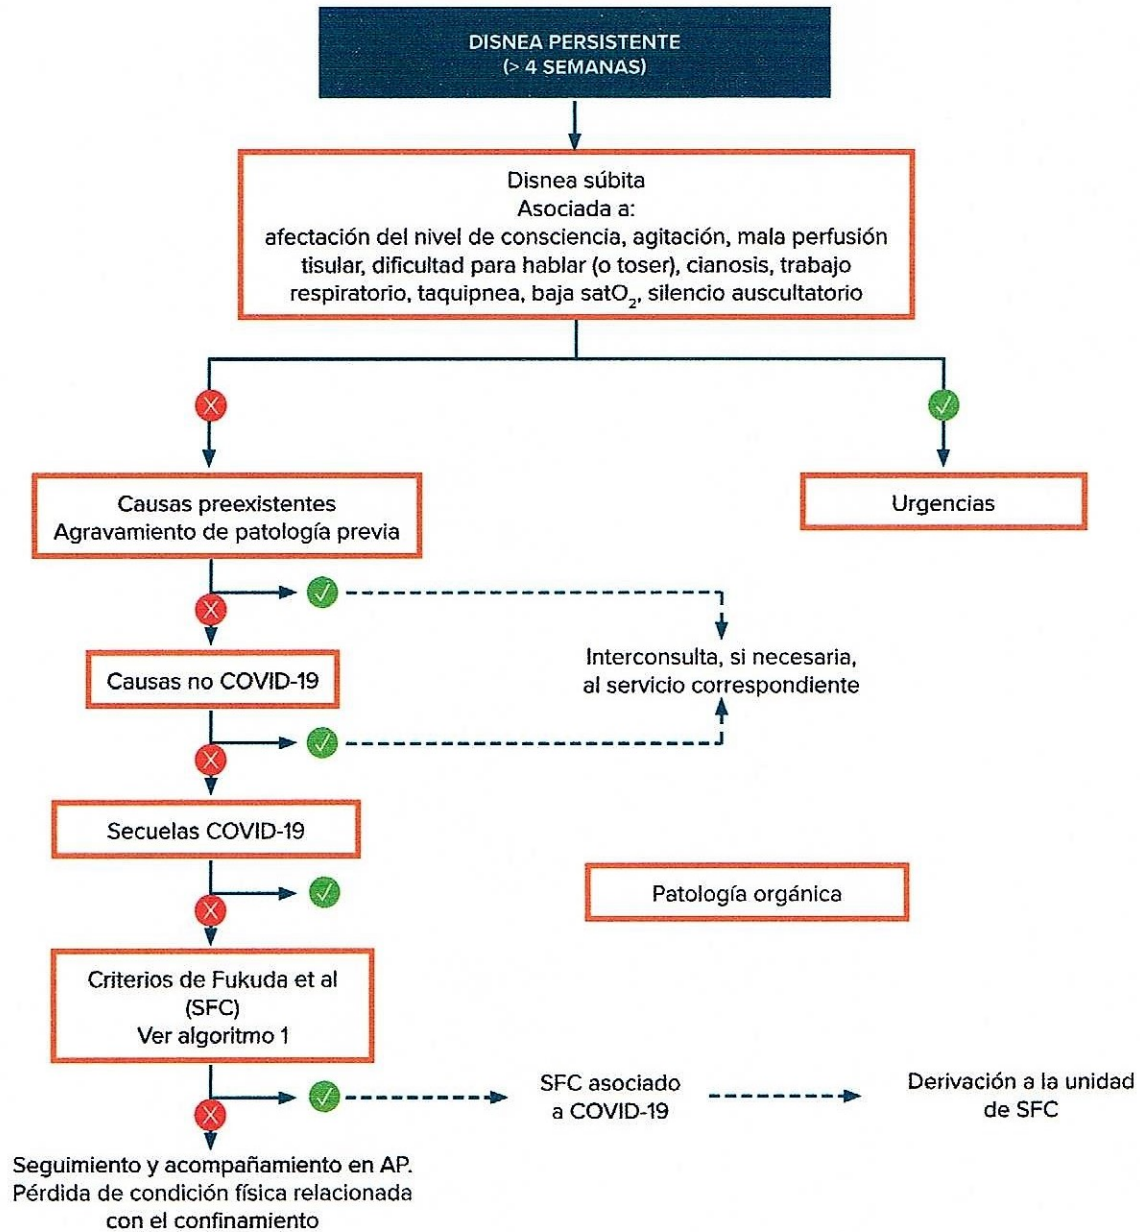 DISNEA PERSISTENTE
(> 4 SEMANAS)
Disnea súbita
Asociada a:
afectación del nivel de consciencia, agitación, mala perfusión
tisular, dificultad para hablar (o toser), cianosis, trabajo
respiratorio, taquipnea, baja satO₂, silencio auscultatorio
Causas preexistentes
Agravamiento de patología previa
Urgencias
Causas no COVID-19
Interconsulta, si necesaria,
al servicio correspondiente
Secuelas COVID-19
Patología orgánica
Criterios de Fukuda et al
(SFC)
Ver algoritmo 1
SFC asociado
a COVID-19
Derivación a la unidad
de SFC
Seguimiento y acompañamiento en AP.
Pérdida de condición física relacionada
con el confinamiento